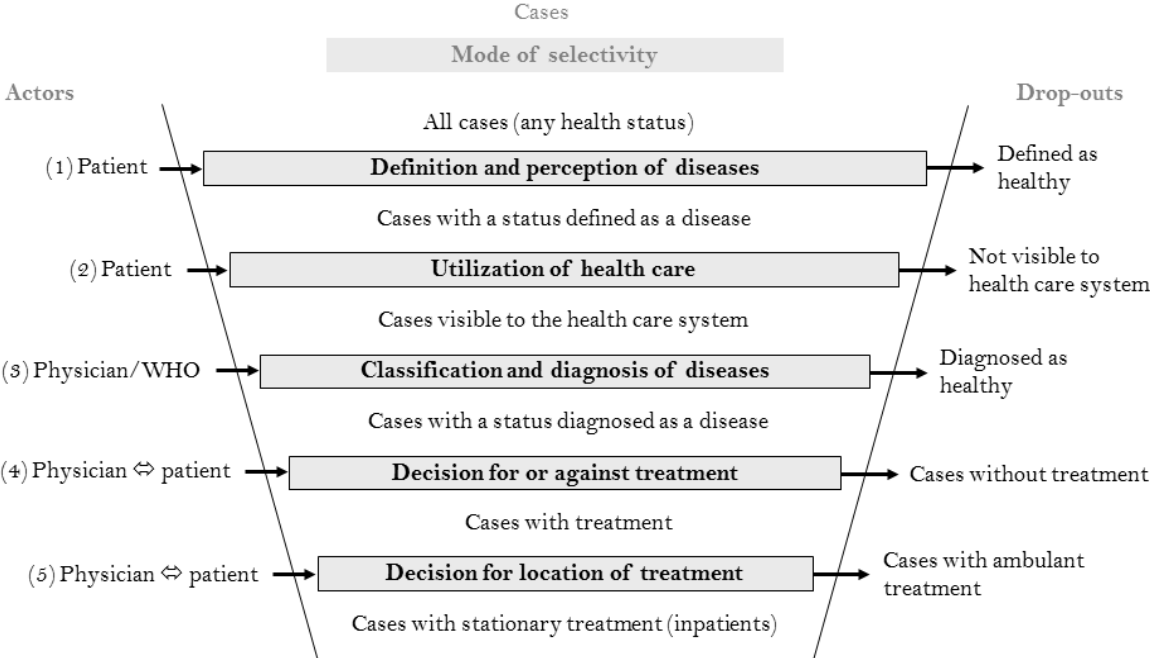 Cases
Mode of selectivity
Actors
Drop-outs
All cases (any health status)
(1) Patient
Definition and perception of diseases
Defined as
healthy
Cases with a status defined as a disease
(2) Patient
Utilization of health care
Not visible to
health care system
Cases visible to the health care system
(3) Physician/WHO
Classification and diagnosis of diseases
Diagnosed as
healthy
Cases with a status diagnosed as a disease
(4) Physician ⇔ patient
Decision for or against treatment
Cases without treatment
Cases with treatment
(5) Physician ⇔ patient
Decision for location of treatment
Cases with ambulant
treatment
Cases with stationary treatment (inpatients)